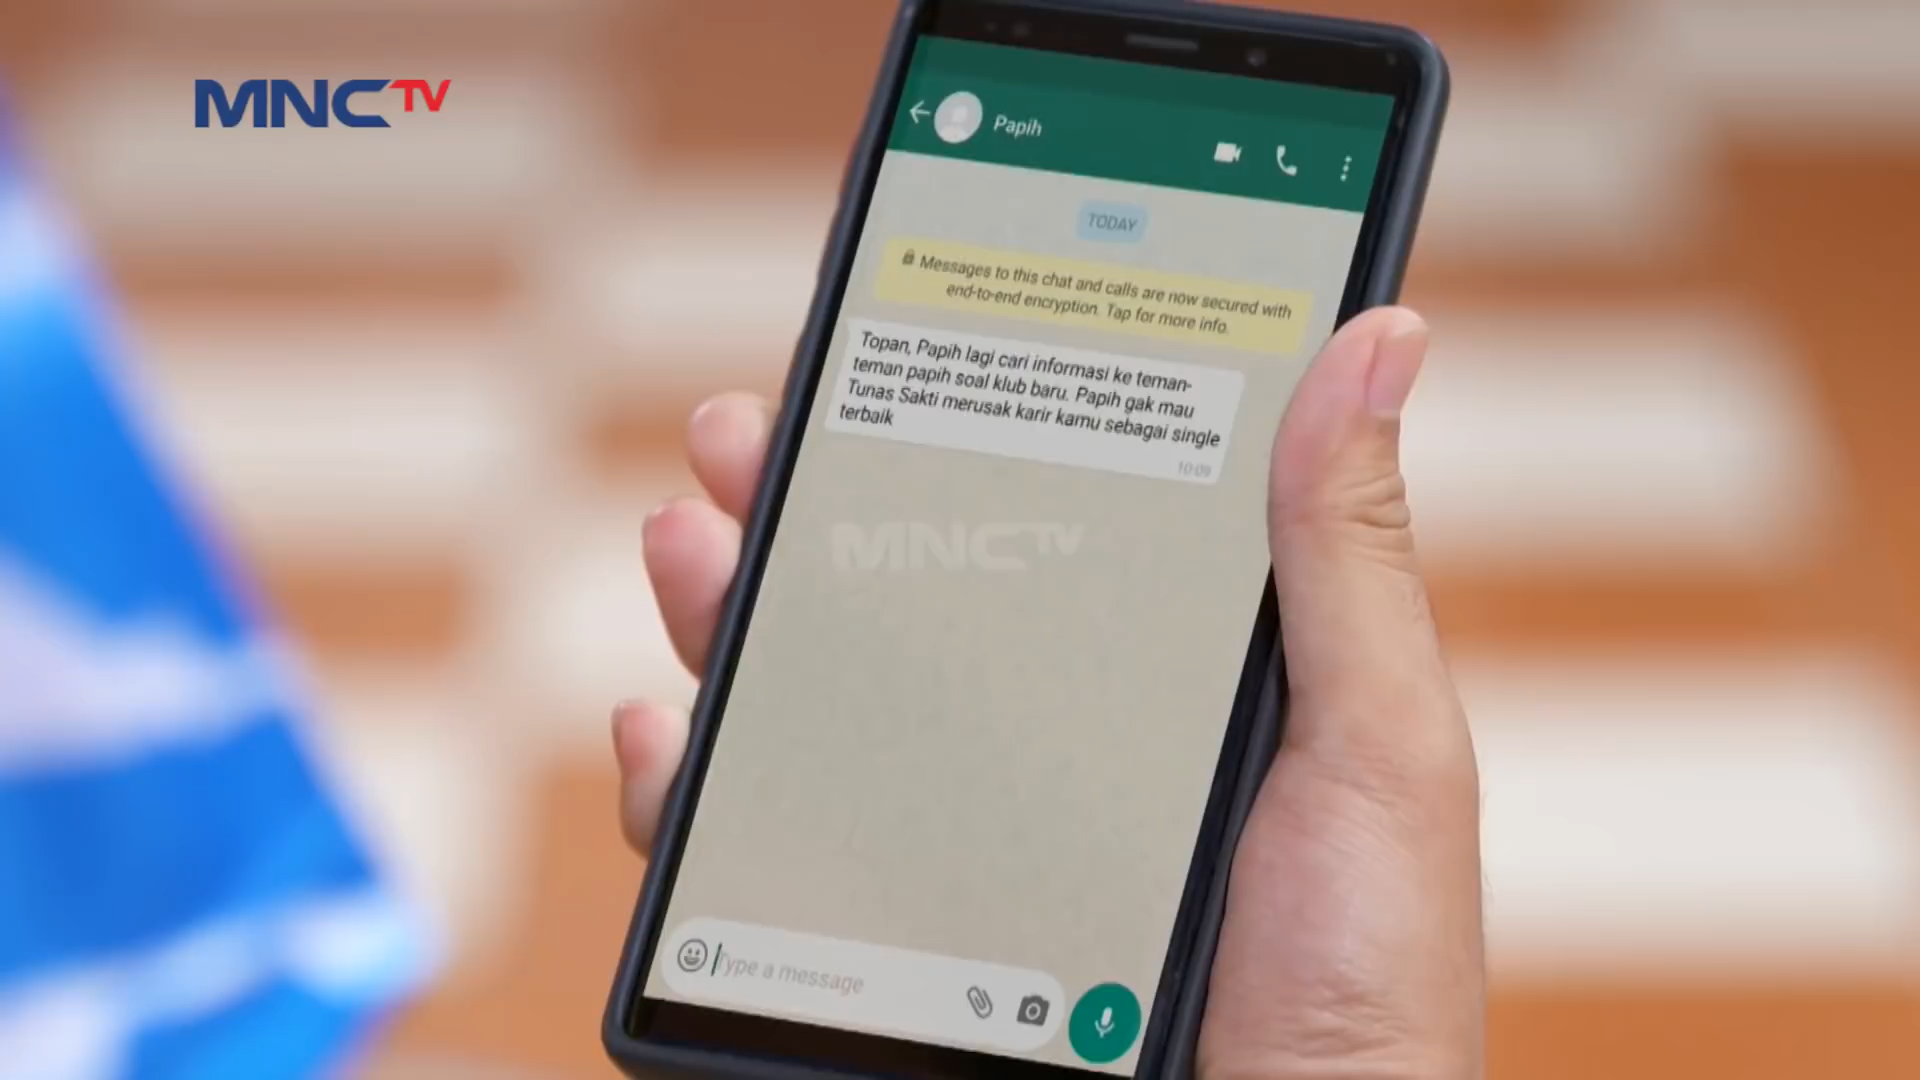 MNCTV
Papih
TODAY
Messages to this chat and calls are now secured with
end-to-end encryption. Tap for more info.
Topan, Papih lagi cari informasi ke teman-
teman papih soal klub baru. Papih gak mau
Tunas Sakti merusak karir kamu sebagai single
terbaik
10:09
MNCTV
Type a message